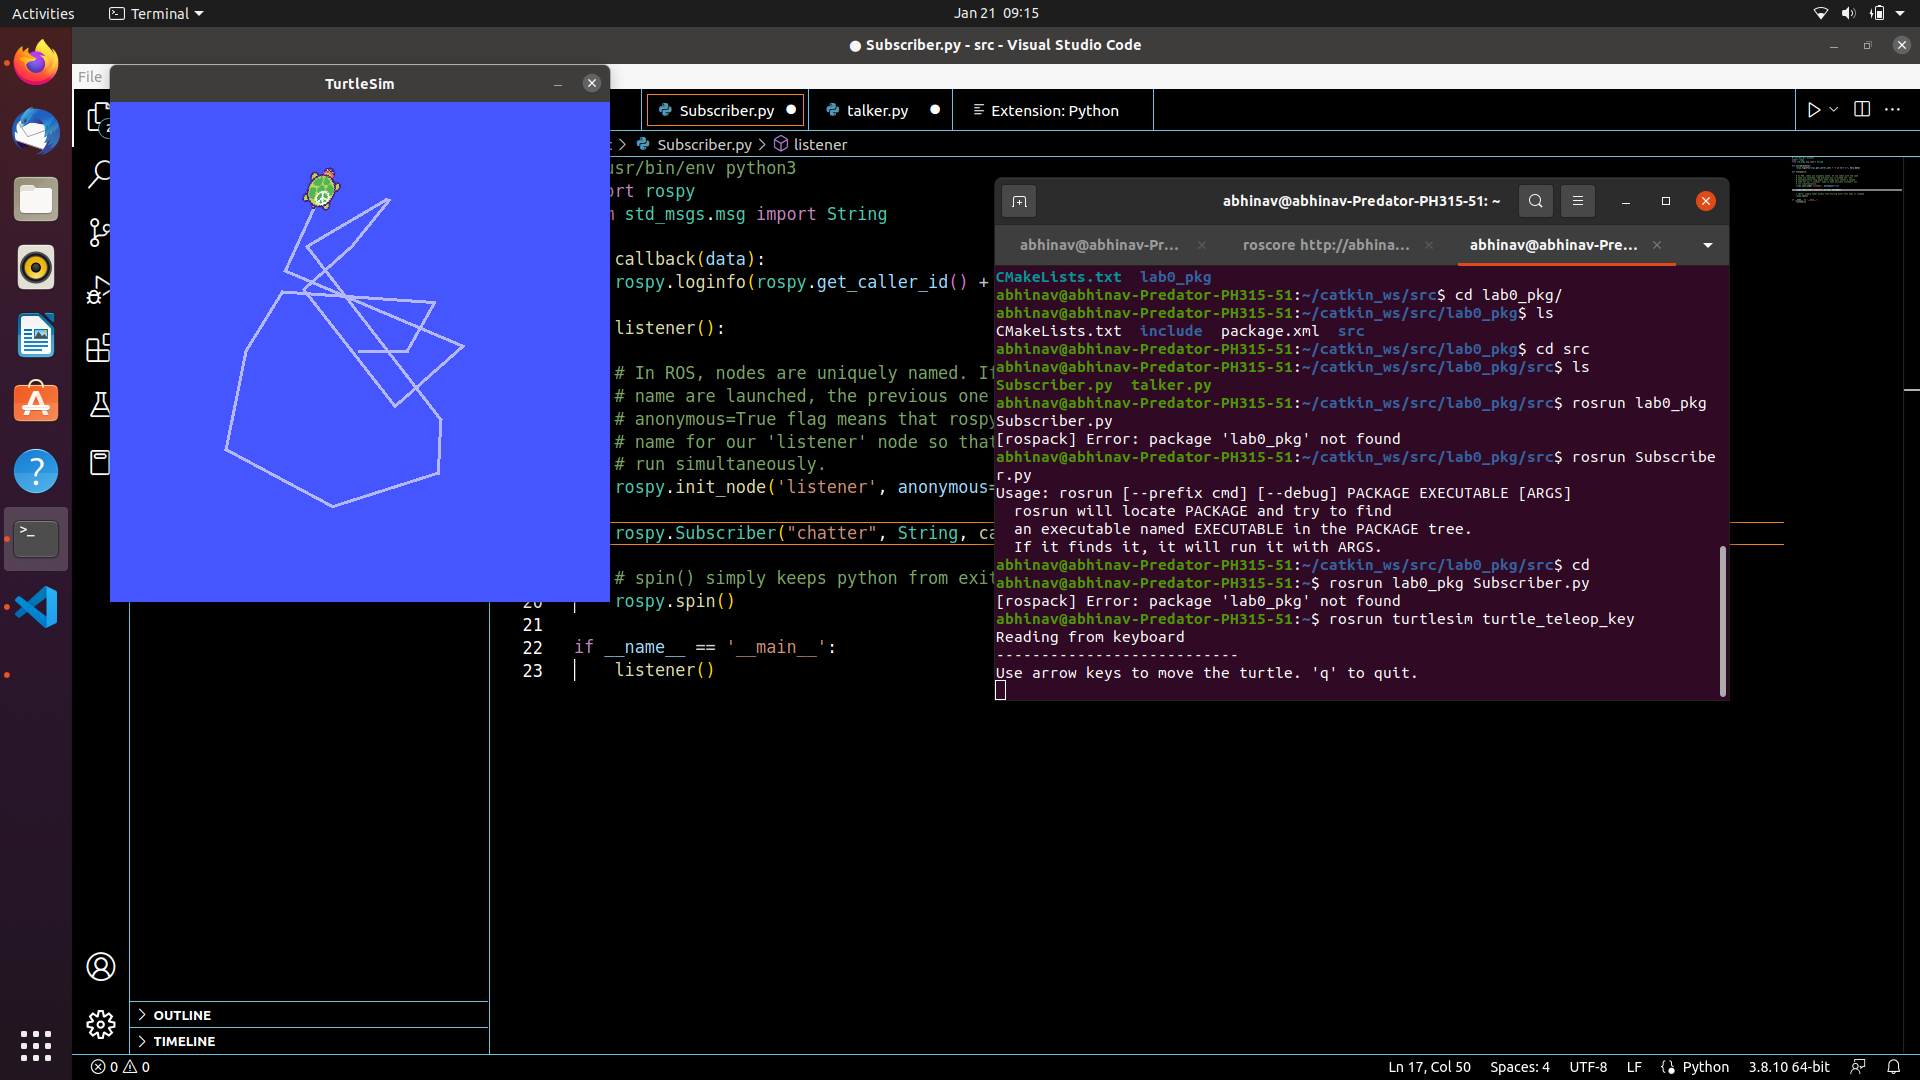 Activities
Terminal
Jan 21 09:15
● Subscriber.py - src - Visual Studio Code
File
TurtleSim
Subscriber.py
talker.py
Extension: Python
Subscriber.py
listener
usr/bin/env python3
rt rospy
std_msgs.msg import String
callback(data):
rospy.loginfo(rospy.get_caller_id() +
listener():
# In ROS, nodes are uniquely named. If
# name are launched, the previous one
# anonymous=True flag means that rospy
# name for our 'listener' node so that
# run simultaneously.
rospy.init_node('listener', anonymous=
rospy.Subscriber("chatter", String, ca
# spin() simply keeps python from exit
20 rospy.spin()
21
22 if __name__ == '__main__':
23 listener()
abhinav@abhinav-Predator-PH315-51: ~
abhinav@abhinav-Pr...
roscore http://abhina...
abhinav@abhinav-Pre...
CMakeLists.txt lab0_pkg
abhinav@abhinav-Predator-PH315-51:~/catkin_ws/src$ cd lab0_pkg/
abhinav@abhinav-Predator-PH315-51:~/catkin_ws/src/lab0_pkg$ ls
CMakeLists.txt include package.xml src
abhinav@abhinav-Predator-PH315-51:~/catkin_ws/src/lab0_pkg$ cd src
abhinav@abhinav-Predator-PH315-51:~/catkin_ws/src/lab0_pkg/src$ ls
Subscriber.py talker.py
abhinav@abhinav-Predator-PH315-51:~/catkin_ws/src/lab0_pkg/src$ rosrun lab0_pkg
Subscriber.py
[rospack] Error: package 'lab0_pkg' not found
abhinav@abhinav-Predator-PH315-51:~/catkin_ws/src/lab0_pkg/src$ rosrun Subscribe
r.py
Usage: rosrun [--prefix cmd] [--debug] PACKAGE EXECUTABLE [ARGS]
rosrun will locate PACKAGE and try to find
an executable named EXECUTABLE in the PACKAGE tree.
If it finds it, it will run it with ARGS.
abhinav@abhinav-Predator-PH315-51:~/catkin_ws/src/lab0_pkg/src$ cd
abhinav@abhinav-Predator-PH315-51:~$ rosrun lab0_pkg Subscriber.py
[rospack] Error: package 'lab0_pkg' not found
abhinav@abhinav-Predator-PH315-51:~$ rosrun turtlesim turtle_teleop_key
Reading from keyboard
---------------------------
Use arrow keys to move the turtle. 'q' to quit.
OUTLINE
TIMELINE
0 0
Ln 17, Col 50
Spaces: 4
UTF-8
LF
Python
3.8.10 64-bit